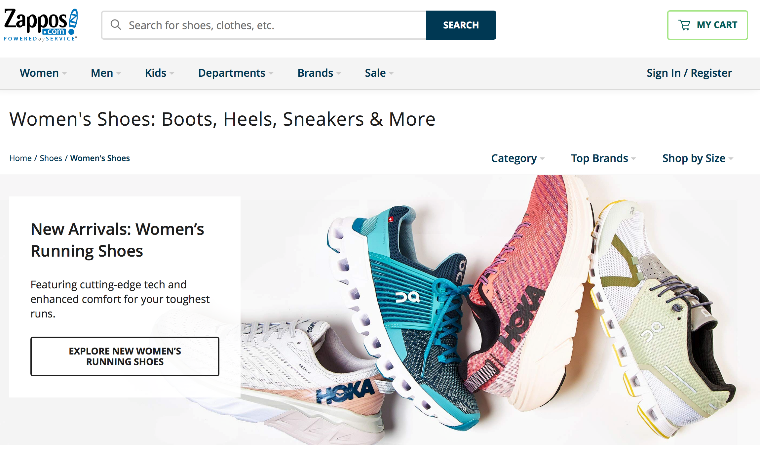 Zappos
.com
POWERED by SERVICE
Search for shoes, clothes, etc.
SEARCH
MY CART
Women
Men
Kids
Departments
Brands
Sale
Sign In / Register
Women's Shoes: Boots, Heels, Sneakers & More
Home / Shoes / Women's Shoes
Category
Top Brands
Shop by Size
New Arrivals: Women’s
Running Shoes
Featuring cutting-edge tech and
enhanced comfort for your toughest
runs.
EXPLORE NEW WOMEN’S
RUNNING SHOES
HOKA
HOKA